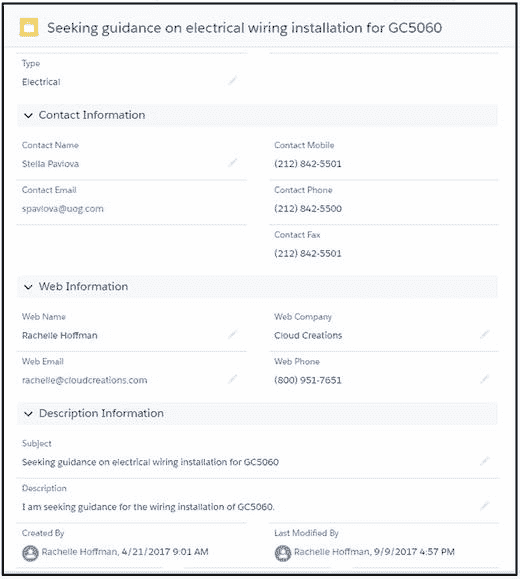 Seeking guidance on electrical wiring installation for GC5060
Type
Electrical
Contact Information
Contact Name
Contact Mobile
Stella Pavlova
(212) 842-5501
Contact Email
Contact Phone
spavlova@uog.com
(212) 842-5500
Contact Fax
(212) 842-5501
Web Information
Web Name
Web Company
Rachelle Hoffman
Cloud Creations
Web Email
Web Phone
rachelle@cloudcreations.com
(800) 951-7651
Description Information
Subject
Seeking guidance on electrical wiring installation for GC5060
Description
I am seeking guidance for the wiring installation of GC5060.
Created By
Last Modified By
Rachelle Hoffman, 4/21/2017 9:01 AM
Rachelle Hoffman, 9/9/2017 4:57 PM